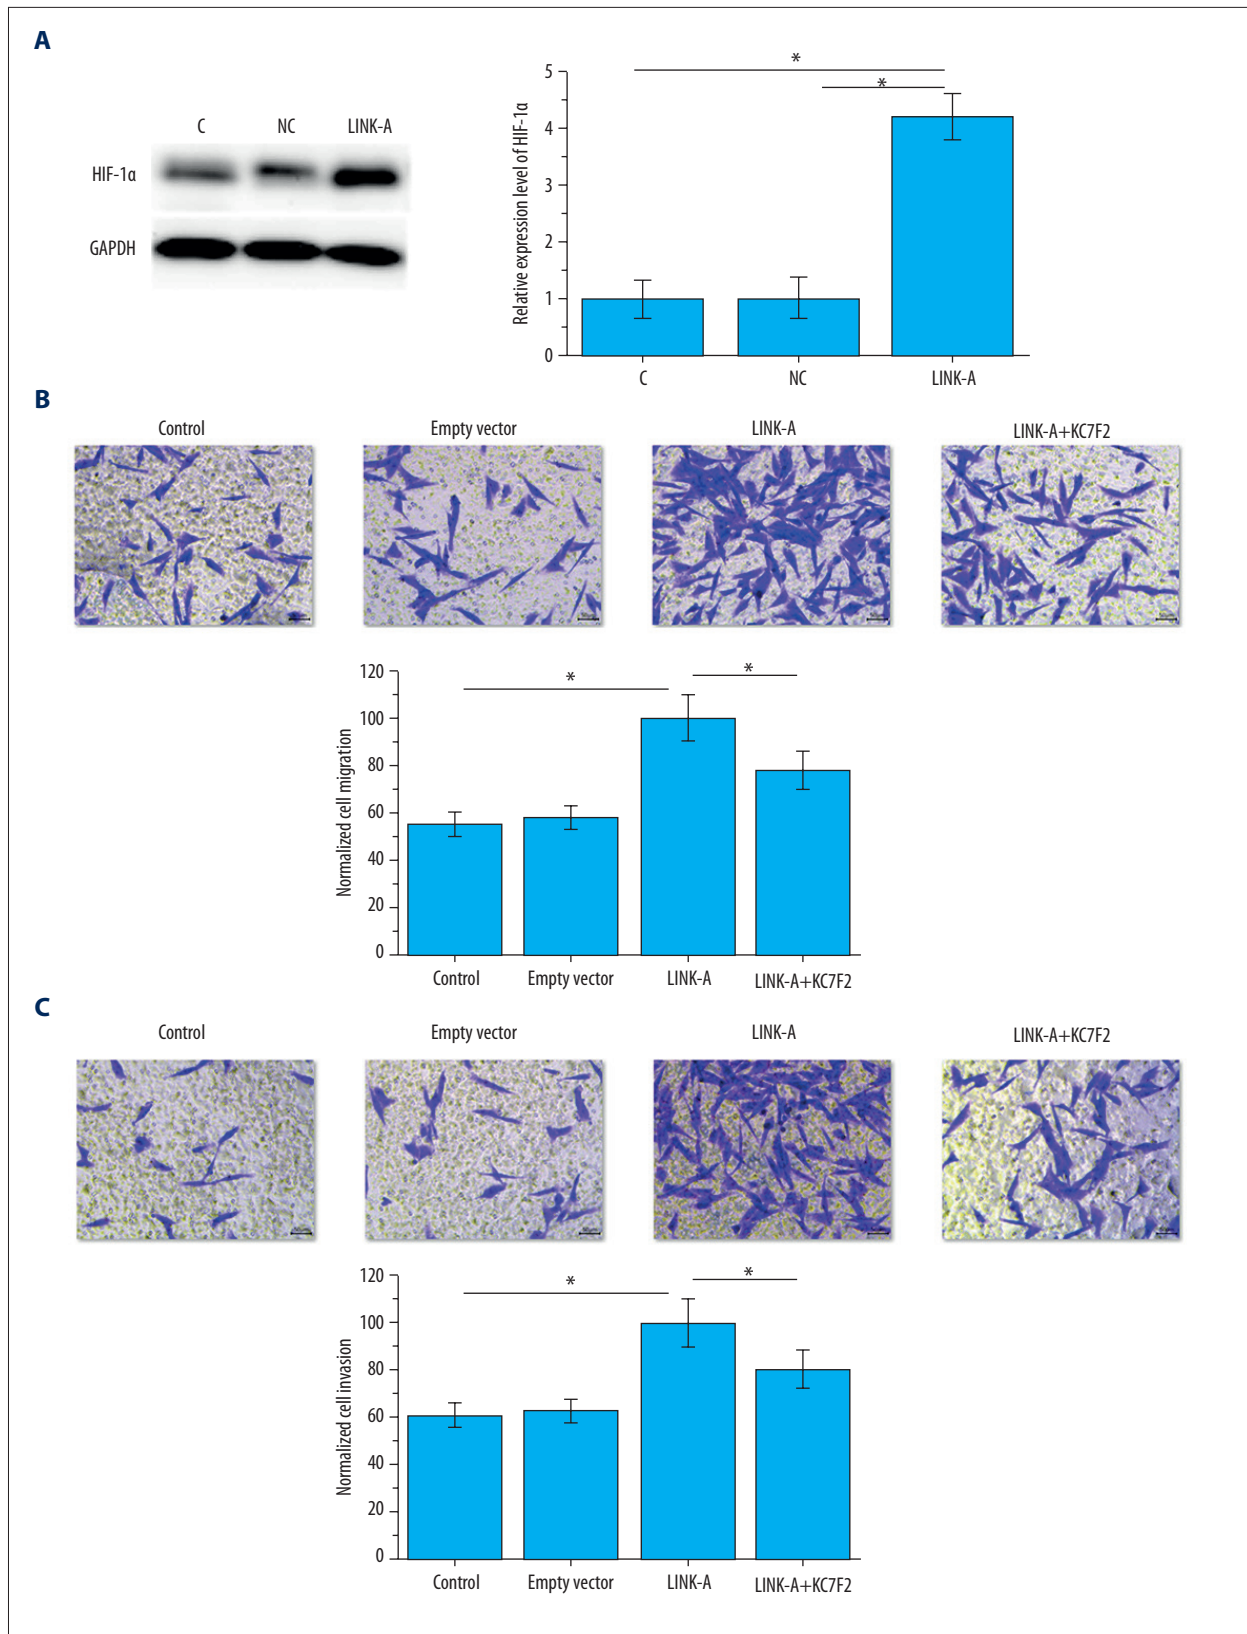 A
C NC LINK-A
HIF-1α
GAPDH
Relative expression level of HIF-1α
5
4
3
2
1
0
*
*
C NC LINK-A
B
Control Empty vector LINK-A LINK-A+KC7F2
Normalized cell migration
120
100
80
60
40
20
0
*
*
Control Empty vector LINK-A LINK-A+KC7F2
C
Control Empty vector LINK-A LINK-A+KC7F2
Normalized cell invasion
120
100
80
60
40
20
0
*
*
Control Empty vector LINK-A LINK-A+KC7F2